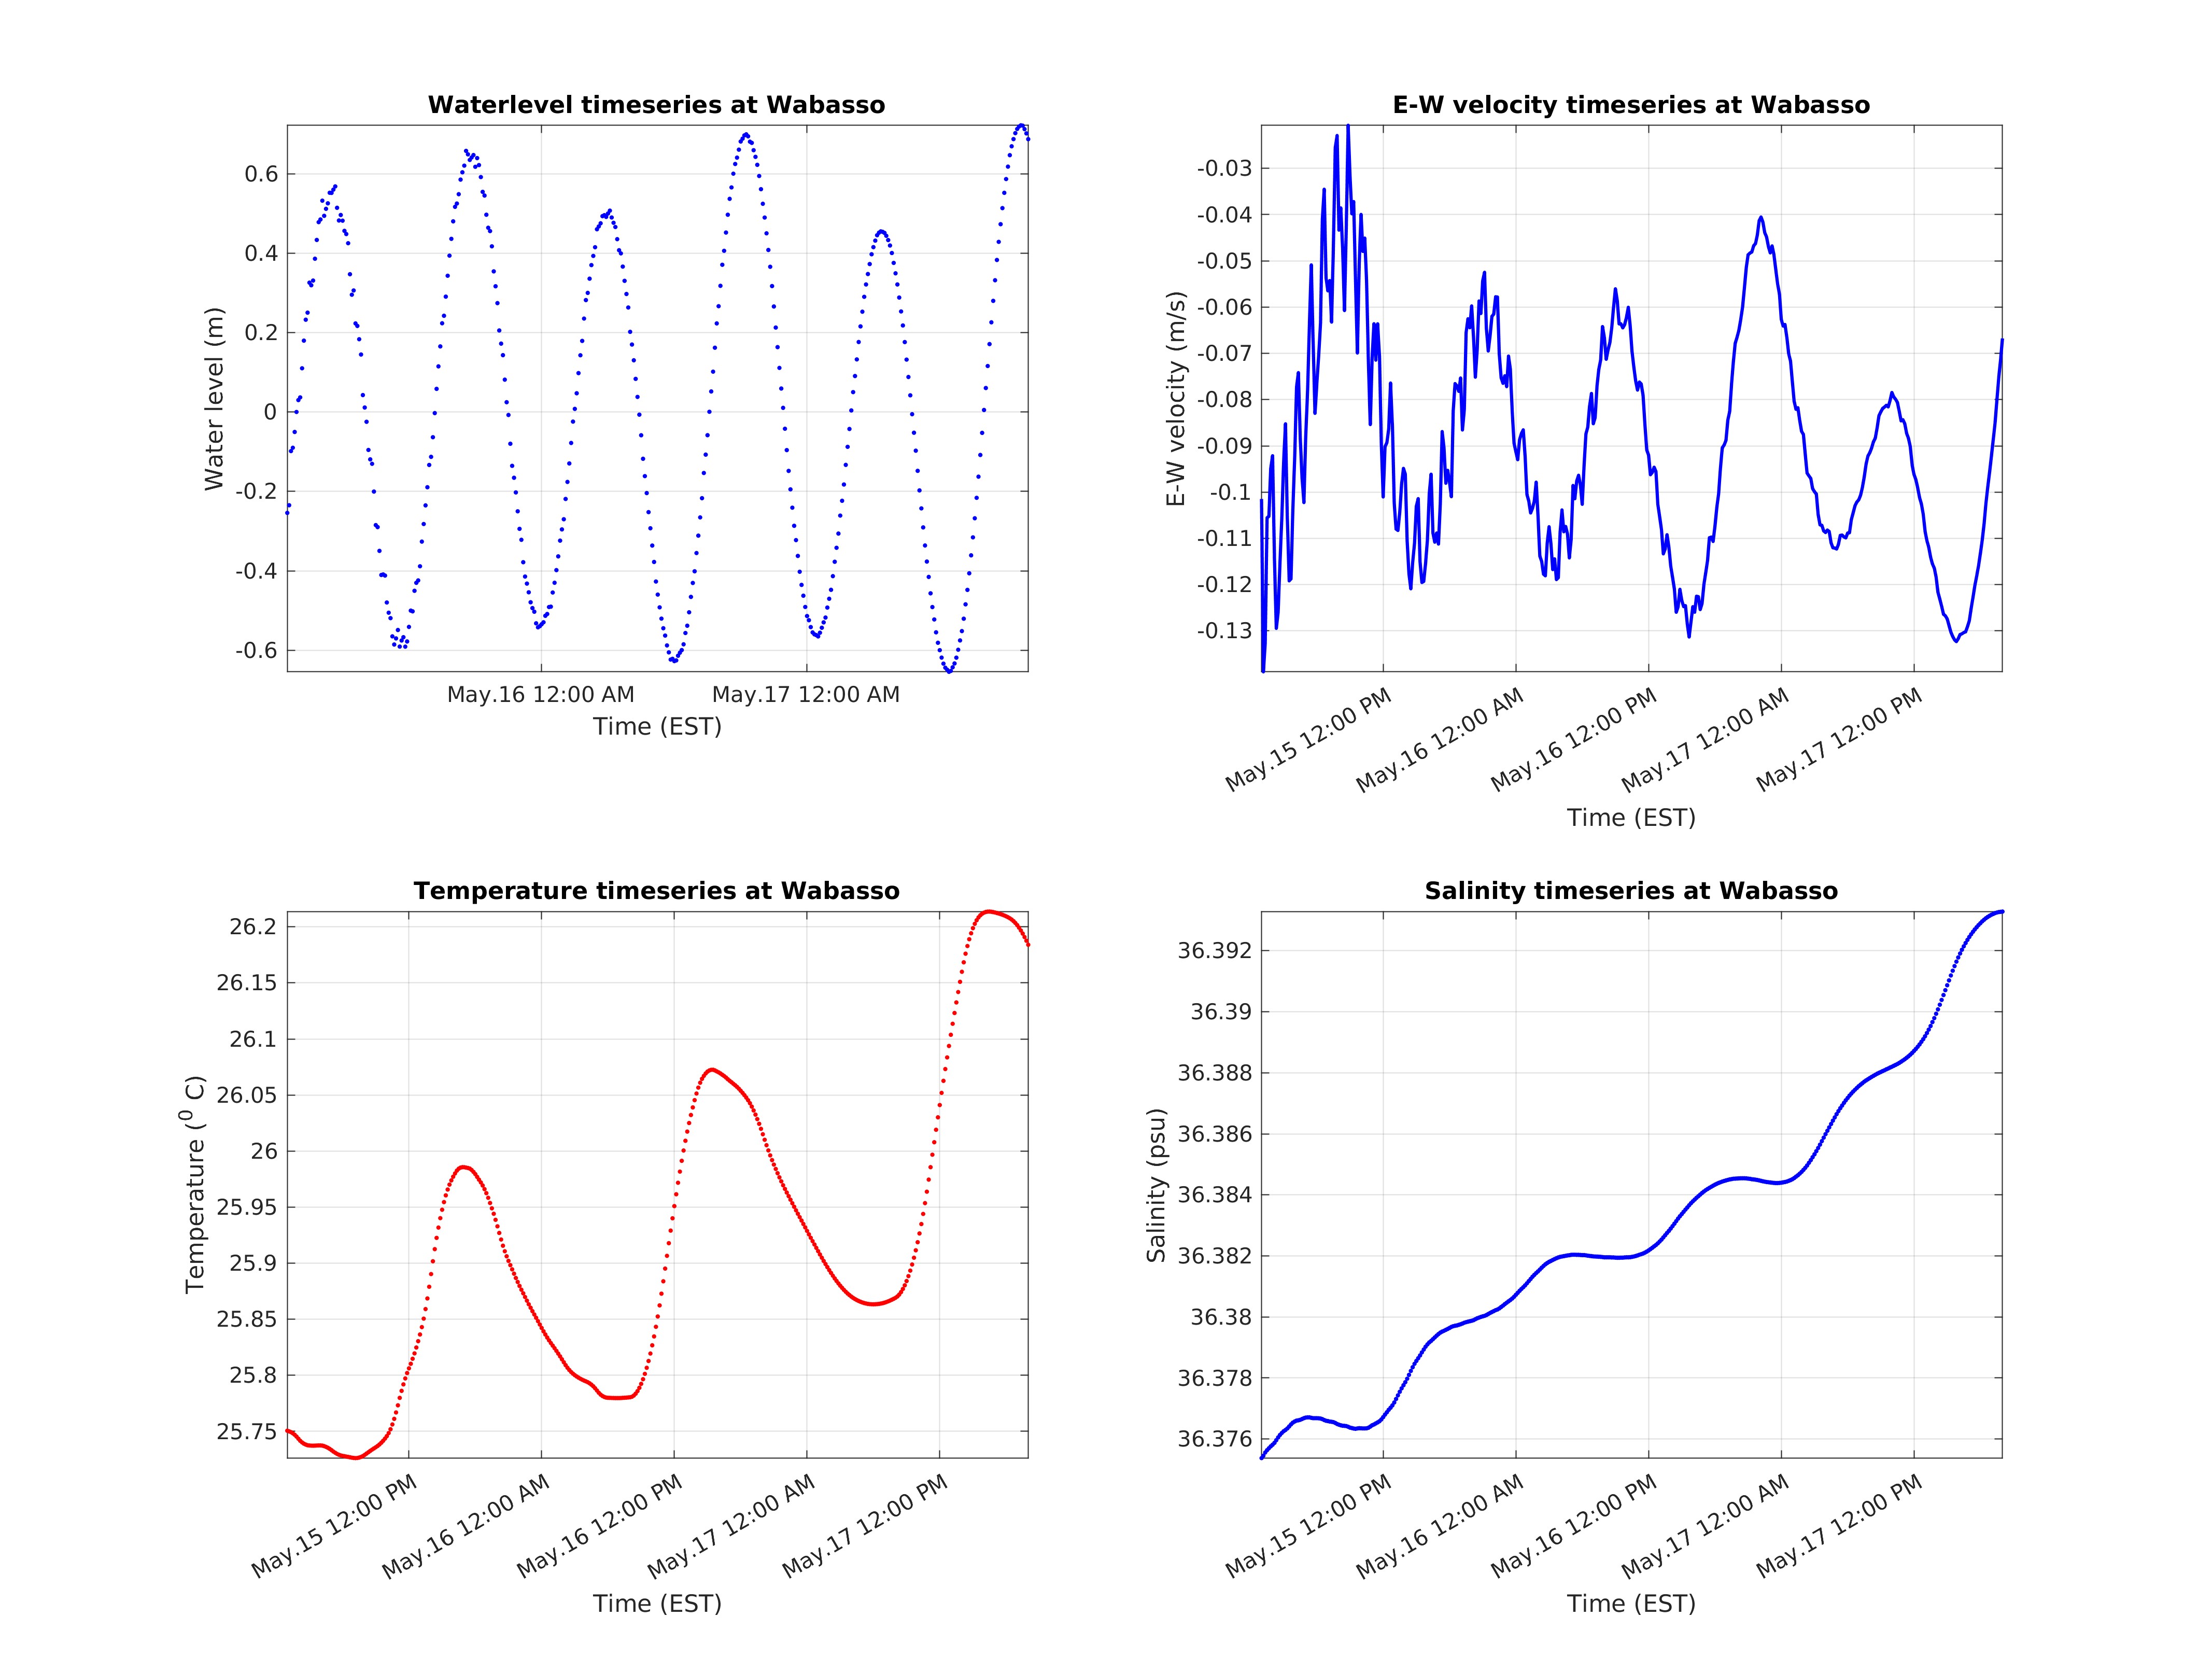 Waterlevel timeseries at Wabasso
0.6
0.4
0.2
0
-0.2
-0.4
-0.6
Water level (m)
May.16 12:00 AM
May.17 12:00 AM
Time (EST)
E-W velocity timeseries at Wabasso
-0.03
-0.04
-0.05
-0.06
-0.07
-0.08
-0.09
-0.1
-0.11
-0.12
-0.13
E-W velocity (m/s)
May.15 12:00 PM
May.16 12:00 AM
May.16 12:00 PM
May.17 12:00 AM
May.17 12:00 PM
Time (EST)
Temperature timeseries at Wabasso
26.2
26.15
26.1
26.05
26
25.95
25.9
25.85
25.8
25.75
Temperature (⁰ C)
May.15 12:00 PM
May.16 12:00 AM
May.16 12:00 PM
May.17 12:00 AM
May.17 12:00 PM
Time (EST)
Salinity timeseries at Wabasso
36.392
36.39
36.388
36.386
36.384
36.382
36.38
36.378
36.376
Salinity (psu)
May.15 12:00 PM
May.16 12:00 AM
May.16 12:00 PM
May.17 12:00 AM
May.17 12:00 PM
Time (EST)